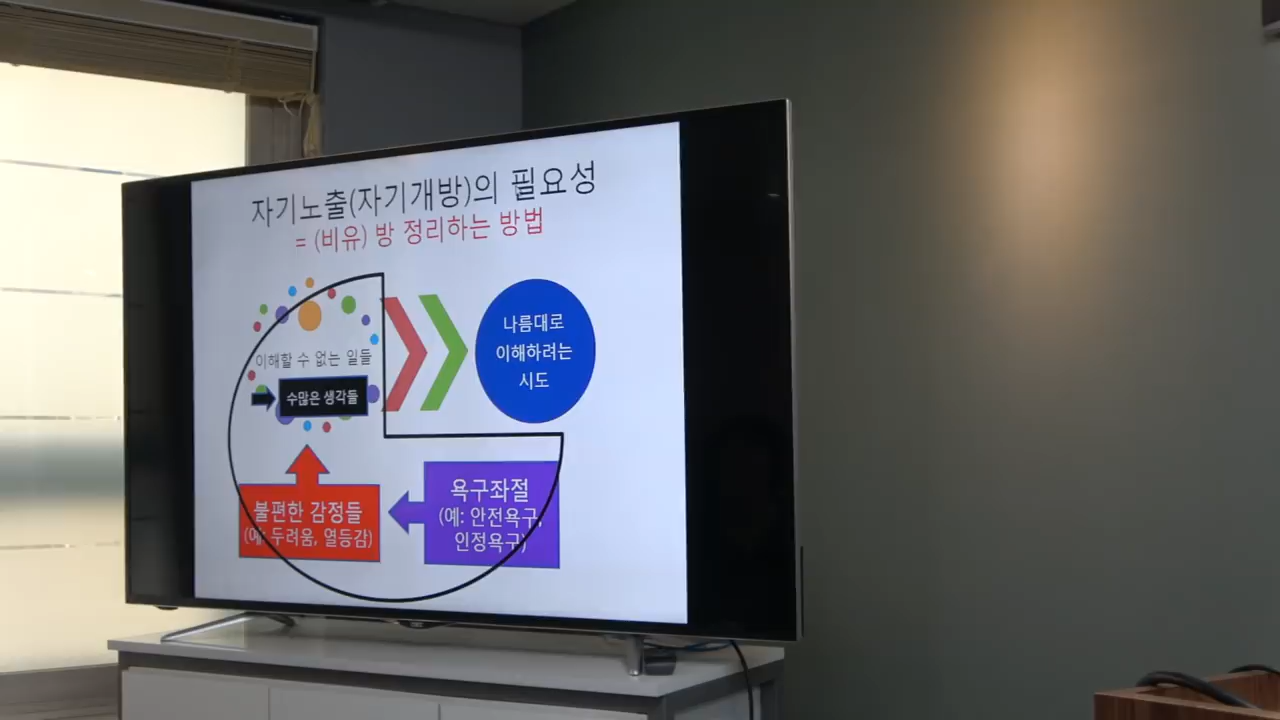 자기노출(자기개방)의 필요성
= (비유) 방 정리하는 방법
이해할 수 없는 일들
수많은 생각들
나름대로
이해하려는
시도
불편한 감정들
(예: 두려움, 열등감)
욕구좌절
(예: 안전욕구,
인정욕구)